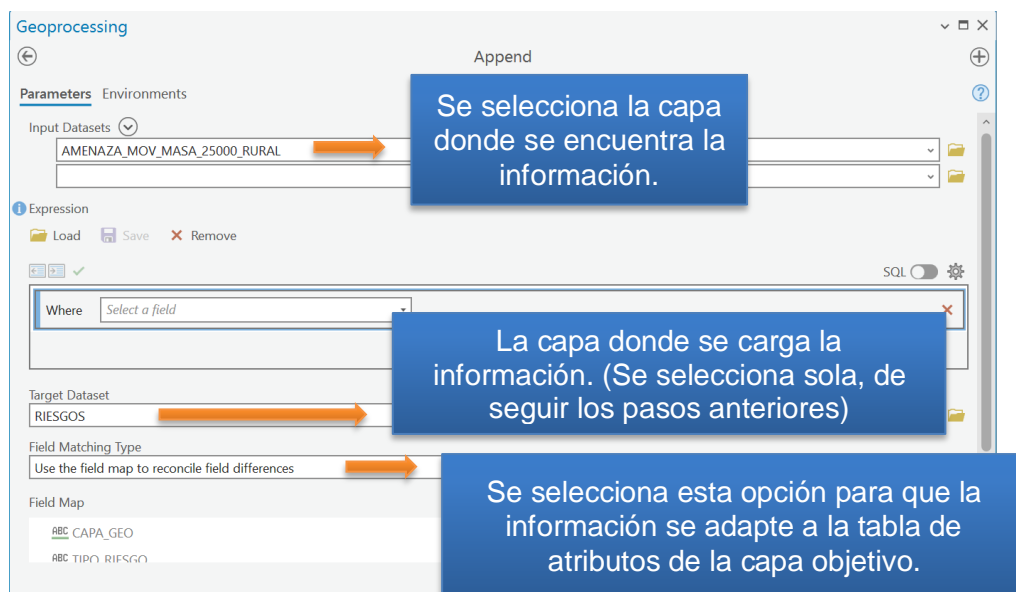 Geoprocessing
Append
Parameters Environments
Input Datasets
AMENAZA_MOV_MASA_25000_RURAL
Se selecciona la capa
donde se encuentra la
información.
Expression
Load Save Remove
SQL
Where Select a field
La capa donde se carga la
información. (Se selecciona sola, de
seguir los pasos anteriores)
Target Dataset
RIESGOS
Field Matching Type
Use the field map to reconcile field differences
Se selecciona esta opción para que la
información se adapte a la tabla de
atributos de la capa objetivo.
Field Map
ABC CAPA_GEO
ABC TIPO_RIESGO